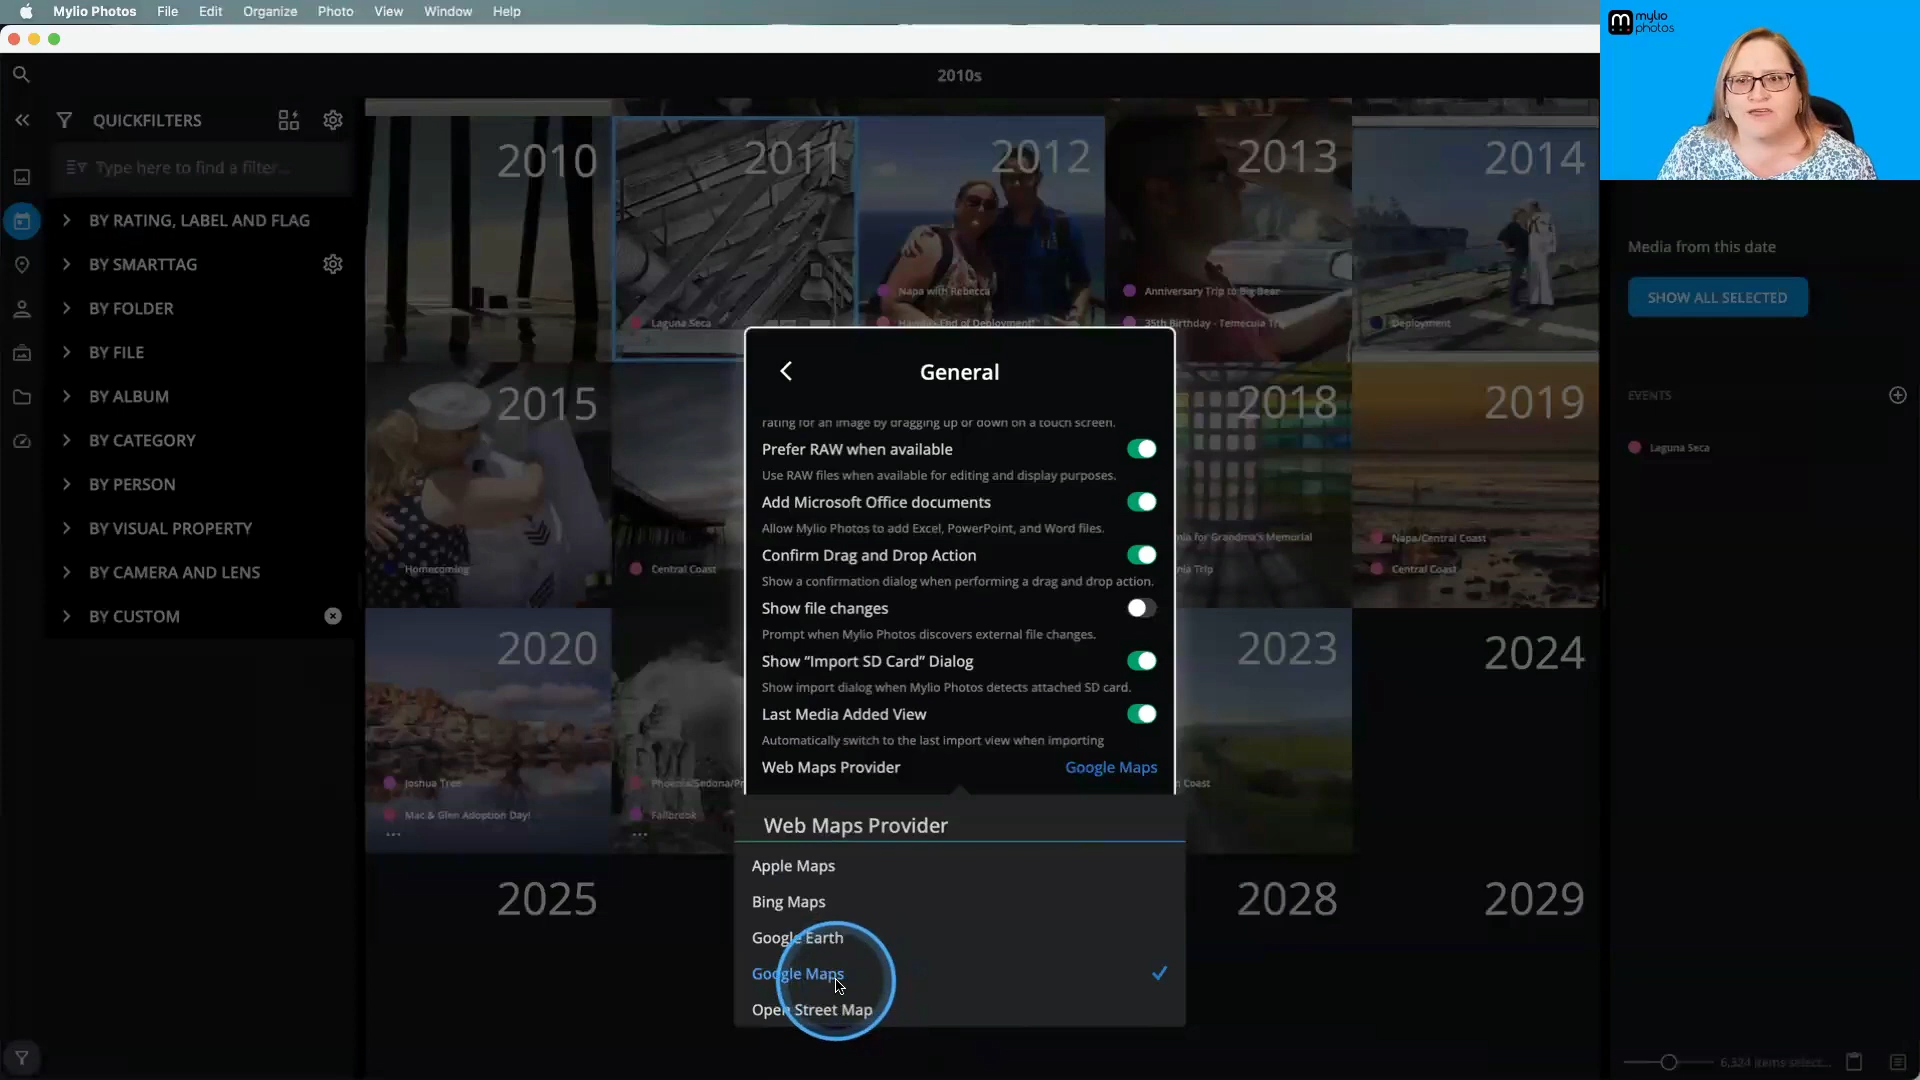 Mylio Photos File Edit Organize Photo View Window Help
mylio
photos
2010s
QUICKFILTERS
Type here to find a filter...
BY RATING, LABEL AND FLAG
BY SMARTTAG
BY FOLDER
BY FILE
BY ALBUM
BY CATEGORY
BY PERSON
BY VISUAL PROPERTY
BY CAMERA AND LENS
BY CUSTOM
2010
2011
Laguna Seca
2012
Napa with Rebecca
2013
Anniversary Trip to Big Bear
35th Birthday - Temecula Trip
2014
Deployment
2015
Homecoming
Central Coast
2018
2019
Napa/Central Coast
Central Coast
2020
Joshua Tree
Mac & Glen Adoption Day!
...
Fallbrook
...
2023
2024
2025
2028
2029
General
rating for an image by dragging up or down on a touch screen.
Prefer RAW when available
Use RAW files when available for editing and display purposes.
Add Microsoft Office documents
Allow Mylio Photos to add Excel, PowerPoint, and Word files.
Confirm Drag and Drop Action
Show a confirmation dialog when performing a drag and drop action.
Show file changes
Prompt when Mylio Photos discovers external file changes.
Show “Import SD Card” Dialog
Show import dialog when Mylio Photos detects attached SD card.
Last Media Added View
Automatically switch to the last import view when importing
Web Maps Provider Google Maps
Web Maps Provider
Apple Maps
Bing Maps
Google Earth
Google Maps
Open Street Map
Media from this date
SHOW ALL SELECTED
EVENTS
Laguna Seca
6,324 items select...